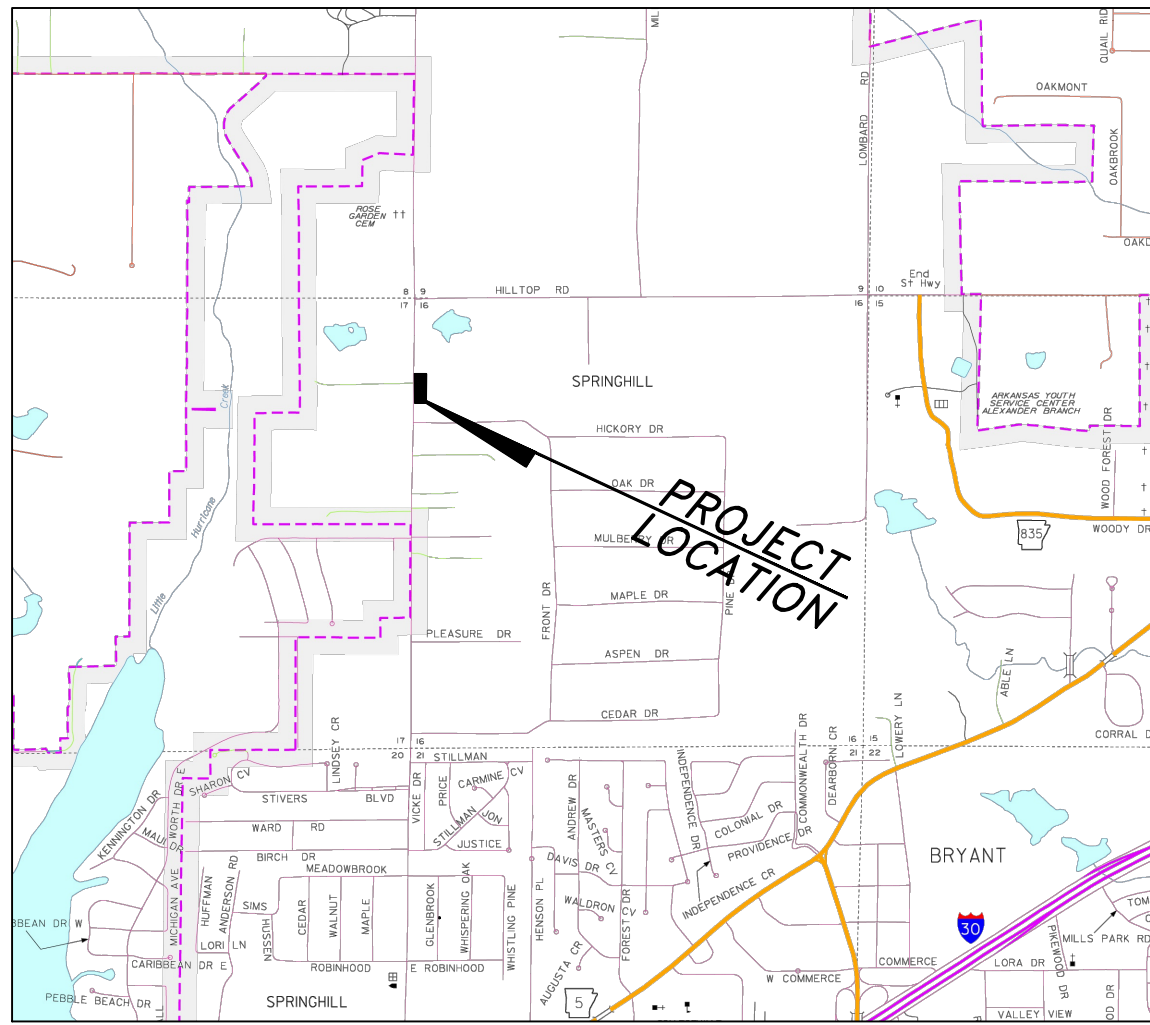 MIL
RD
QUAIL RID
OAKMONT
LOMBARD
OAKBROOK
ROSE
GARDEN ††
CEM
OAKD
End
St Hwy
8 9
17 16
HILLTOP RD
9 10
16 15
SPRINGHILL
Creek
ARKANSAS YOUTH
SERVICE CENTER
ALEXANDER BRANCH
HICKORY DR
WOOD FOREST DR
OAK DR
PROJECT
LOCATION
Hurricane
835
WOODY DR
MULBERRY DR
Little
MAPLE DR
PINE DR
FRONT DR
PLEASURE DR
ASPEN DR
ABLE LN
CEDAR DR
LOWERY LN
COMMONWEALTH DR
DEARBORN CR
CORRAL D
LINDSEY CR
17 16
20 21
STILLMAN
16 15
21 22
INDEPENDENCE DR
SHARON CV
WORTH DR E
STIVERS BLVD
VICKE DR
PRICE
CARMINE CV
STILLMAN
JON
ANDREW DR
MASTERS CV
KENNINGTON DR
MAUI DR
WARD RD
COLONIAL DR
PROVIDENCE DR
JUSTICE
BIRCH DR
MEADOWBROOK
DAVIS DR
BRYANT
INDEPENDENCE CR
MICHIGAN AVE
HUFFMAN
ANDERSON RD
SIMS
HUSSEN
CEDAR
WALNUT
MAPLE
GLENBROOK
WHISPERING OAK
WHISTLING PINE
HENSON PL
WALDRON CV
FOREST DR
BBEAN DR W
TOM
C
30
MILLS PARK RD
LORI LN
CARIBBEAN DR E
ROBINHOOD
E ROBINHOOD
AUGUSTA CR
W COMMERCE
COMMERCE
LORA DR
PIKEWOOD DR
PEBBLE BEACH DR
SPRINGHILL
5
VALLEY VIEW
OD DR
ALL